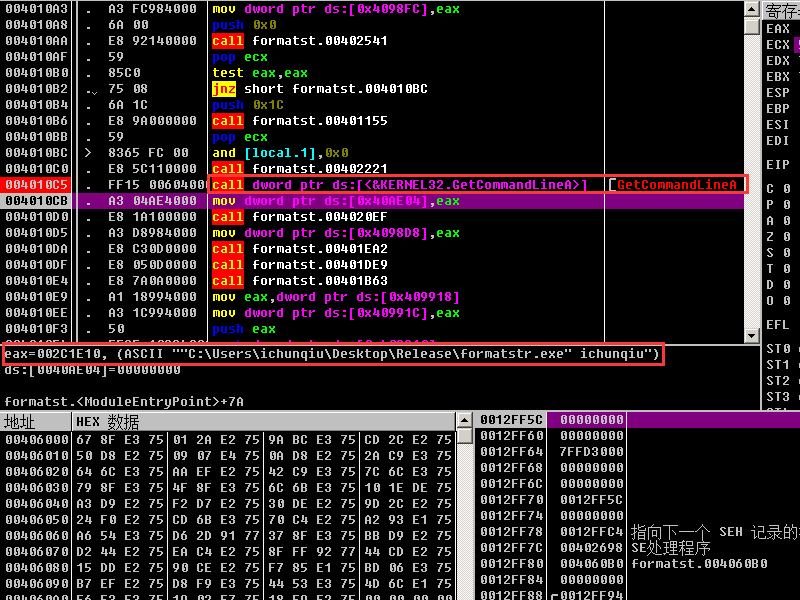 004010A3 . A3 FC984000 mov dword ptr ds:[0x4098FC],eax
004010A8 . 6A 00 push 0x0
004010AA . E8 92140000 call formatst.00402541
004010AF . 59 pop ecx
004010B0 . 85C0 test eax,eax
004010B2 . 75 08 jnz short formatst.004010BC
004010B4 . 6A 1C push 0x1C
004010B6 . E8 9A000000 call formatst.00401155
004010BB . 59 pop ecx
004010BC > 8365 FC 00 and [local.1],0x0
004010C0 . E8 5C110000 call formatst.00402221
004010C5 . FF15 0060400 call dword ptr ds:[<&KERNEL32.GetCommandLineA>] [GetCommandLineA
004010CB . A3 04AE4000 mov dword ptr ds:[0x40AE04],eax
004010D0 . E8 1A100000 call formatst.004020EF
004010D5 . A3 D8984000 mov dword ptr ds:[0x4098D8],eax
004010DA . E8 C30D0000 call formatst.00401EA2
004010DF . E8 050D0000 call formatst.00401DE9
004010E4 . E8 7A0A0000 call formatst.00401B63
004010E9 . A1 18994000 mov eax,dword ptr ds:[0x409918]
004010EE . A3 1C994000 mov dword ptr ds:[0x40991C],eax
004010F3 . 50 push eax
eax=002C1E10, (ASCII ""C:\Users\ichunqiu\Desktop\Release\formatstr.exe" ichunqiu")
ds:[0040AE04]=00000000
formatst.<ModuleEntryPoint>+7A
寄存
EAX
ECX
EDX
EBX
ESP
EBP
ESI
EDI
EIP
C 0
P 0
A 0
Z 0
S 0
T 0
D 0
O 0
EFL
ST0
ST1
ST2
ST3
地址 HEX 数据
00406000 67 8F E3 75 01 2A E2 75 9A BC E3 75 CD 2C E2 75
00406010 50 D8 E2 75 09 07 E4 75 0A D8 E2 75 2A C9 E3 75
00406020 64 6C E3 75 AA EF E2 75 42 C9 E3 75 7C 6C E3 75
00406030 79 8F E3 75 4F 8F E3 75 6C 6B E3 75 10 1E DE 75
00406040 A3 D9 E2 75 F2 D7 E2 75 30 DE E2 75 9D 2C E2 75
00406050 24 F0 E2 75 CD 6B E3 75 70 C4 E2 75 A2 93 E1 75
00406060 A6 54 E3 75 D6 2D 91 77 37 8F E3 75 BB D9 E2 75
00406070 D2 44 E2 75 EA C4 E2 75 8F FF 92 77 44 CD E2 75
00406080 15 DD E2 75 90 CE E2 75 F7 85 E1 75 BD 06 E3 75
00406090 B7 EF E2 75 D8 F9 E3 75 44 53 E3 75 4D 6C E1 75
0012FF5C 00000000
0012FF60 00000000
0012FF64 7FFD3000
0012FF68 00000000
0012FF6C 00000000
0012FF70 0012FF5C
0012FF74 00000000
0012FF78 0012FFC4 指向下一个 SEH 记录的
0012FF7C 00402698 SE处理程序
0012FF80 004060B0 formatst.004060B0
0012FF84 00000000
0012FF88 0012FF94